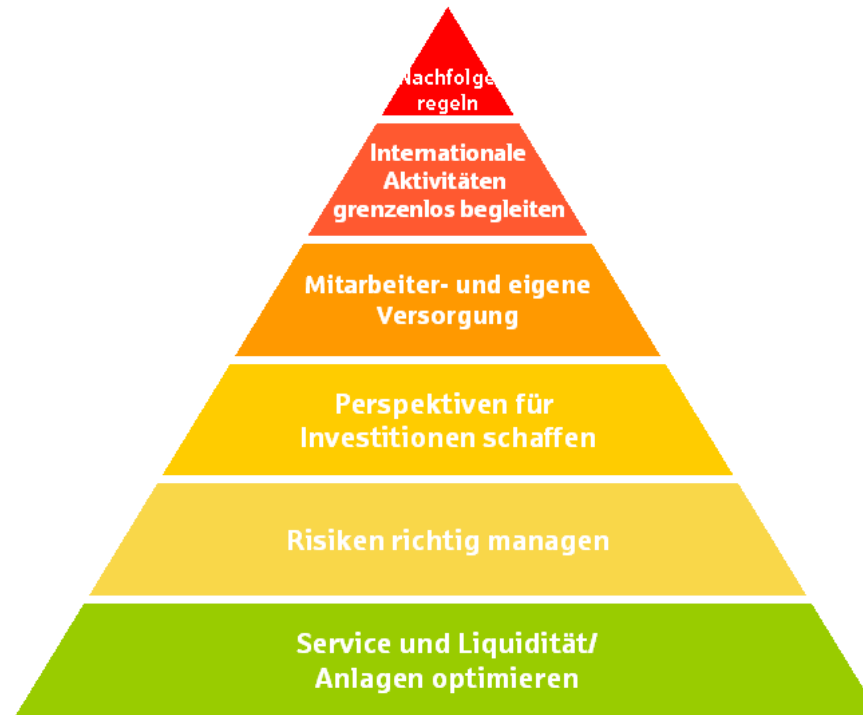 Nachfolge
regeln
Internationale
Aktivitäten
grenzenlos begleiten
Mitarbeiter- und eigene
Versorgung
Perspektiven für
Investitionen schaffen
Risiken richtig managen
Service und Liquidität/
Anlagen optimieren